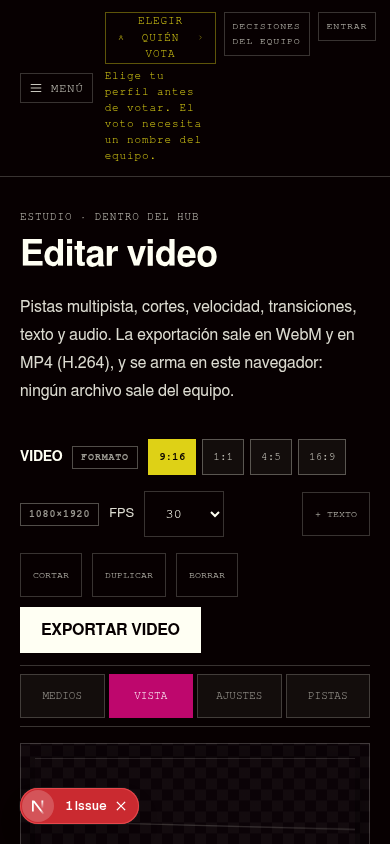 MENÚ
ELEGIR
QUIÉN
VOTA
Elige tu
perfil antes
de votar. El
voto necesita
un nombre del
equipo.
DECISIONES
DEL EQUIPO
ENTRAR
ESTUDIO · DENTRO DEL HUB
Editar video
Pistas multipista, cortes, velocidad, transiciones,
texto y audio. La exportación sale en WebM y en
MP4 (H.264), y se arma en este navegador:
ningún archivo sale del equipo.
VIDEO FORMATO 9:16 1:1 4:5 16:9
1080×1920 FPS 30 + TEXTO
CORTAR DUPLICAR BORRAR
EXPORTAR VIDEO
MEDIOS VISTA AJUSTES PISTAS
N 1 Issue